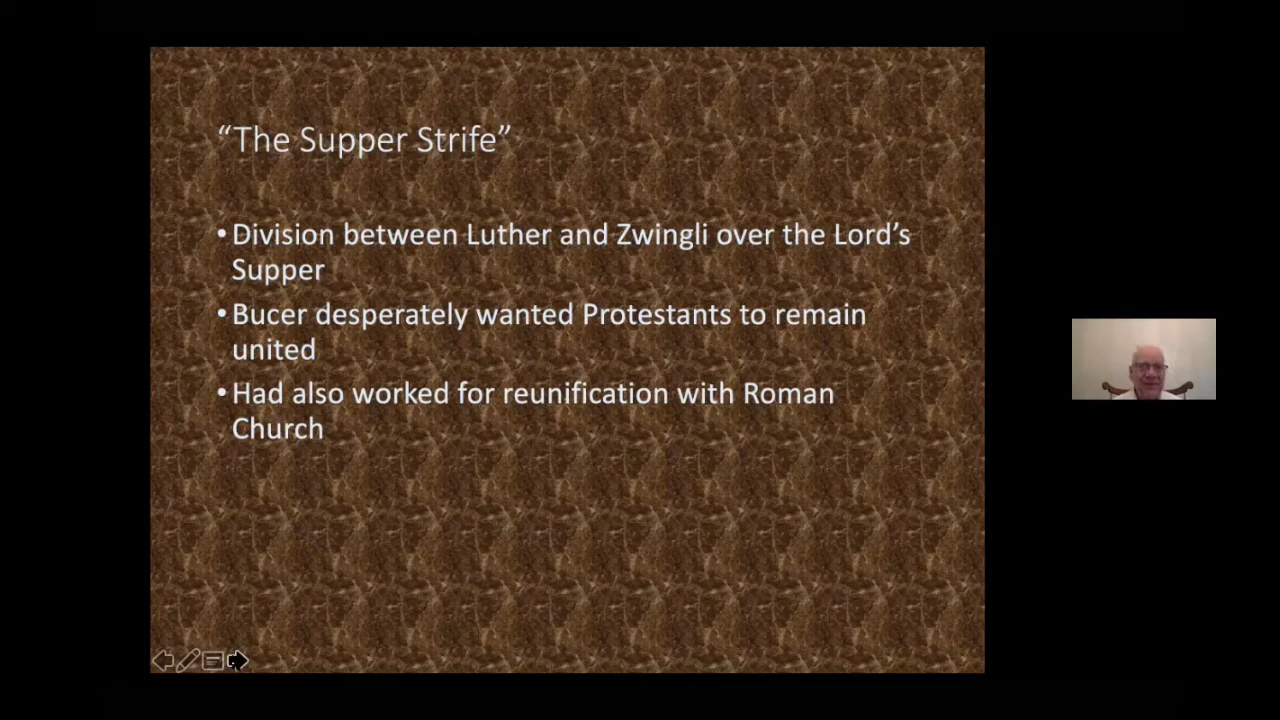 “The Supper Strife”
• Division between Luther and Zwingli over the Lord’s
Supper
• Bucer desperately wanted Protestants to remain
united
• Had also worked for reunification with Roman
Church